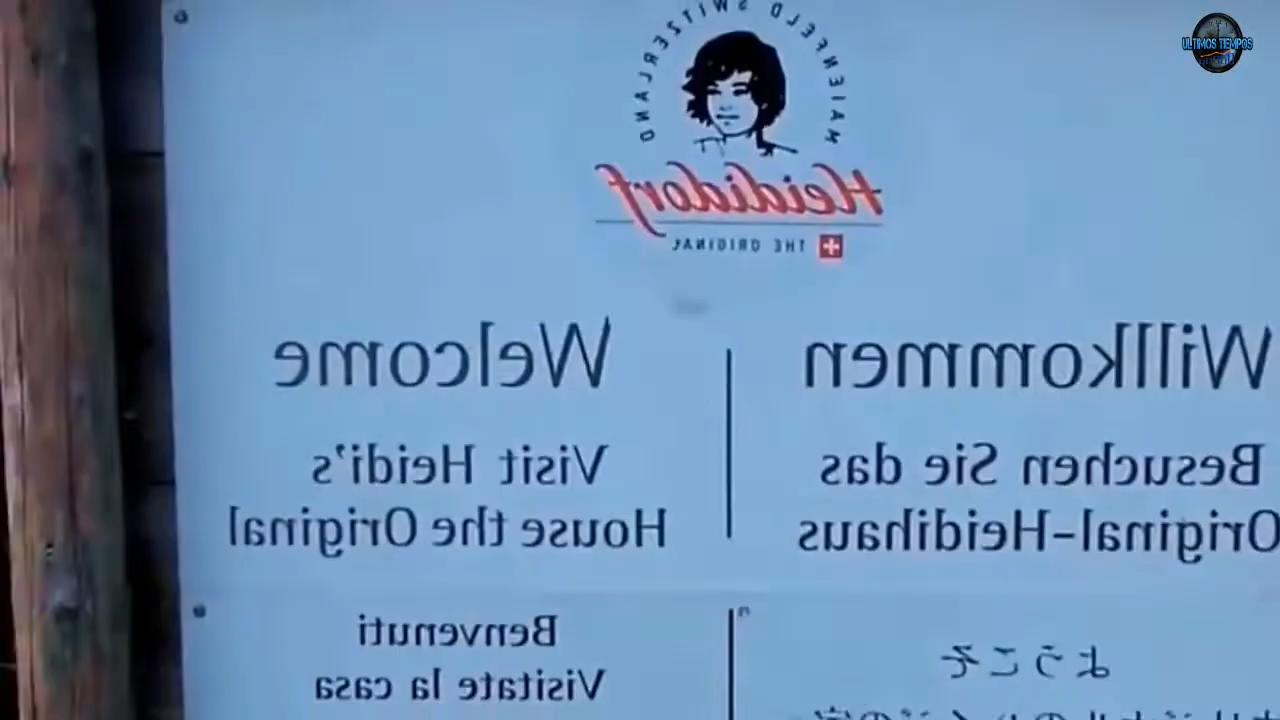 ULTIMOS TIEMPOS
MAIENFELD SWITZERLAND
Heididorf
THE ORIGINAL
Willkommen
Besuchen Sie das
Original-Heidihaus
Welcome
Visit Heidi's
House the Original
ようこそ
Benvenuti
Visitate la casa